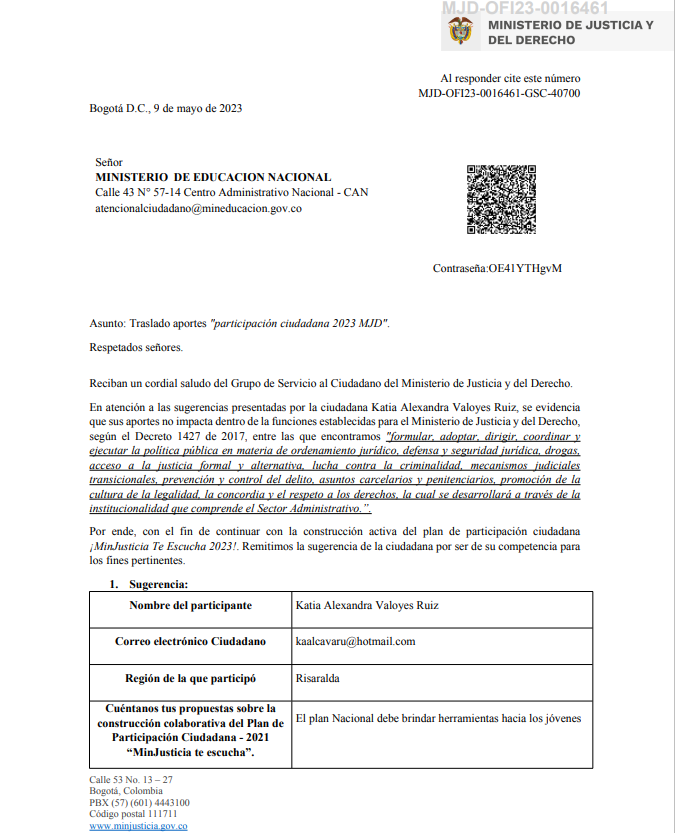 MJD-OFI23-0016461
MINISTERIO DE JUSTICIA Y
DEL DERECHO
Al responder cite este número
MJD-OFI23-0016461-GSC-40700
Bogotá D.C., 9 de mayo de 2023
Señor
MINISTERIO DE EDUCACION NACIONAL
Calle 43 N° 57-14 Centro Administrativo Nacional - CAN
atencionalciudadano@mineducacion.gov.co
Contraseña:OE41YTHgvM
Asunto: Traslado aportes "participación ciudadana 2023 MJD".
Respetados señores.
Reciban un cordial saludo del Grupo de Servicio al Ciudadano del Ministerio de Justicia y del Derecho.
En atención a las sugerencias presentadas por la ciudadana Katia Alexandra Valoyes Ruiz, se evidencia
que sus aportes no impacta dentro de la funciones establecidas para el Ministerio de Justicia y del Derecho,
según el Decreto 1427 de 2017, entre las que encontramos "formular, adoptar, dirigir, coordinar y
ejecutar la política pública en materia de ordenamiento jurídico, defensa y seguridad jurídica, drogas,
acceso a la justicia formal y alternativa, lucha contra la criminalidad, mecanismos judiciales
transicionales, prevención y control del delito, asuntos carcelarios y penitenciarios, promoción de la
cultura de la legalidad, la concordia y el respeto a los derechos, la cual se desarrollará a través de la
institucionalidad que comprende el Sector Administrativo.”.
Por ende, con el fin de continuar con la construcción activa del plan de participación ciudadana
¡MinJusticia Te Escucha 2023!. Remitimos la sugerencia de la ciudadana por ser de su competencia para
los fines pertinentes.
1. Sugerencia:
Nombre del participante
Katia Alexandra Valoyes Ruiz
Correo electrónico Ciudadano
kaalcavaru@hotmail.com
Región de la que participó
Risaralda
Cuéntanos tus propuestas sobre la
construcción colaborativa del Plan de
Participación Ciudadana - 2021
“MinJusticia te escucha”.
El plan Nacional debe brindar herramientas hacia los jóvenes
Calle 53 No. 13 – 27
Bogotá, Colombia
PBX (57) (601) 4443100
Código postal 111711
www.minjusticia.gov.co